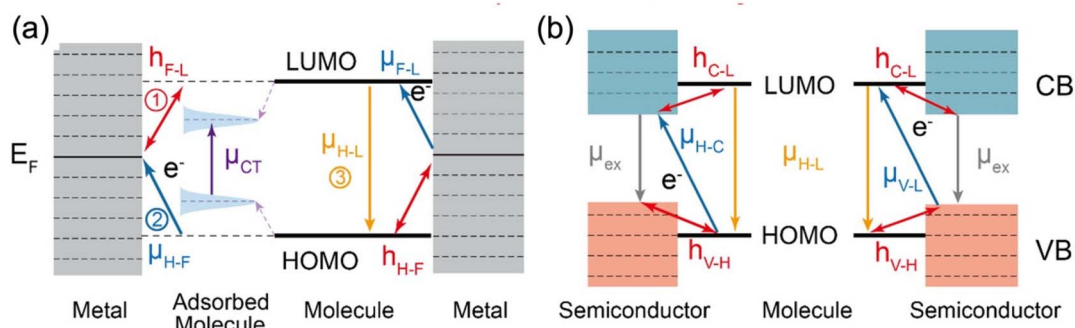 (a)
h_F-L
LUMO
μ_F-L
①
e⁻
E_F
e⁻
μ_CT
μ_H-L
③
②
μ_H-F
HOMO
h_H-F
Metal
Adsorbed
Molecule
Molecule
Metal
(b)
h_C-L
LUMO
h_C-L
CB
μ_ex
μ_H-C
e⁻
μ_H-L
e⁻
μ_V-L
μ_ex
HOMO
h_V-H
h_V-H
VB
Semiconductor
Molecule
Semiconductor